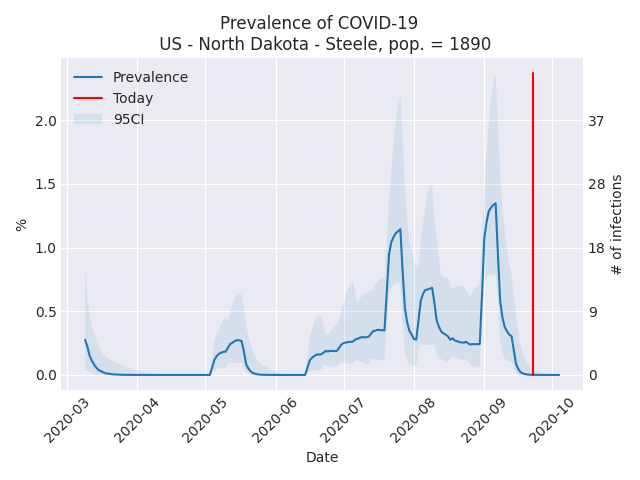 Prevalence of COVID-19
US - North Dakota - Steele, pop. = 1890
Prevalence
Today
95CI
%
2.0
1.5
1.0
0.5
0.0
37
28
18
9
0
# of infections
2020-03
2020-04
2020-05
2020-06
2020-07
2020-08
2020-09
2020-10
Date